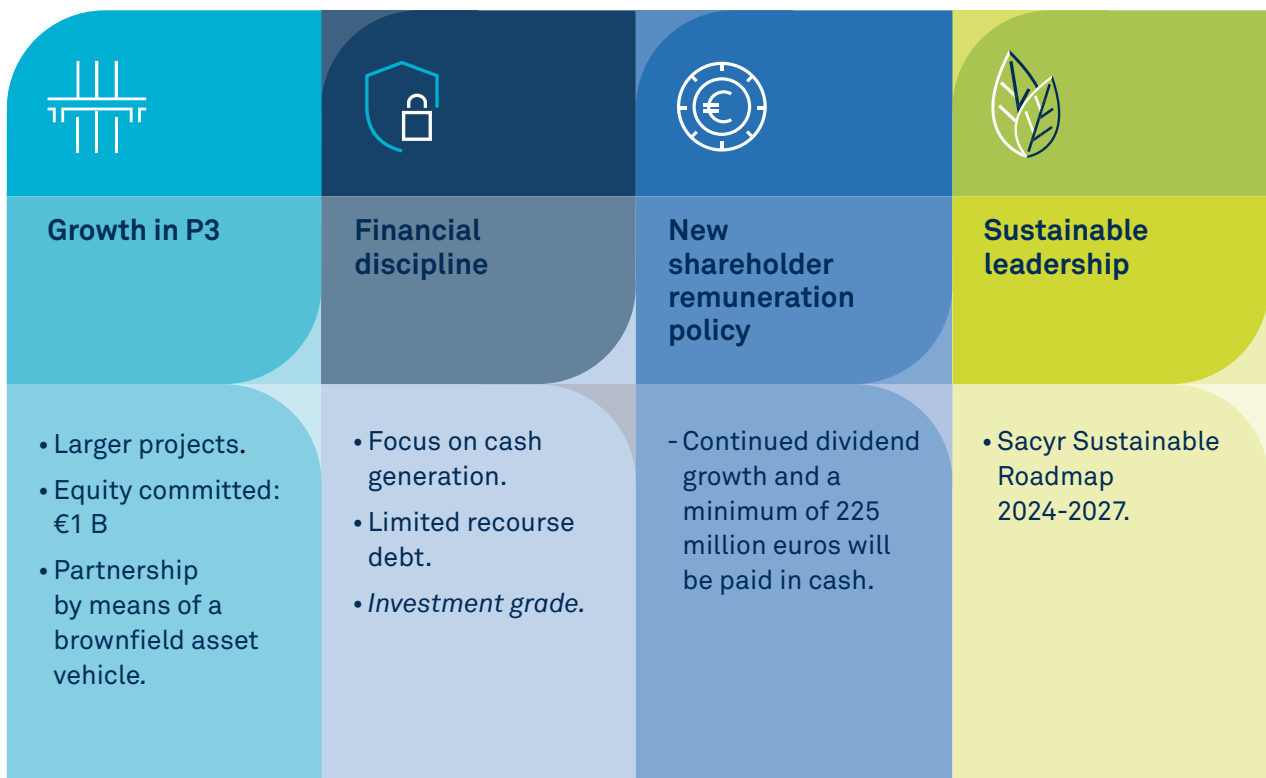 Growth in P3
• Larger projects.
• Equity committed:
€1 B
• Partnership
by means of a
brownfield asset
vehicle.
Financial
discipline
• Focus on cash
generation.
• Limited recourse
debt.
• Investment grade.
€
New
shareholder
remuneration
policy
- Continued dividend
growth and a
minimum of 225
million euros will
be paid in cash.
Sustainable
leadership
• Sacyr Sustainable
Roadmap
2024-2027.